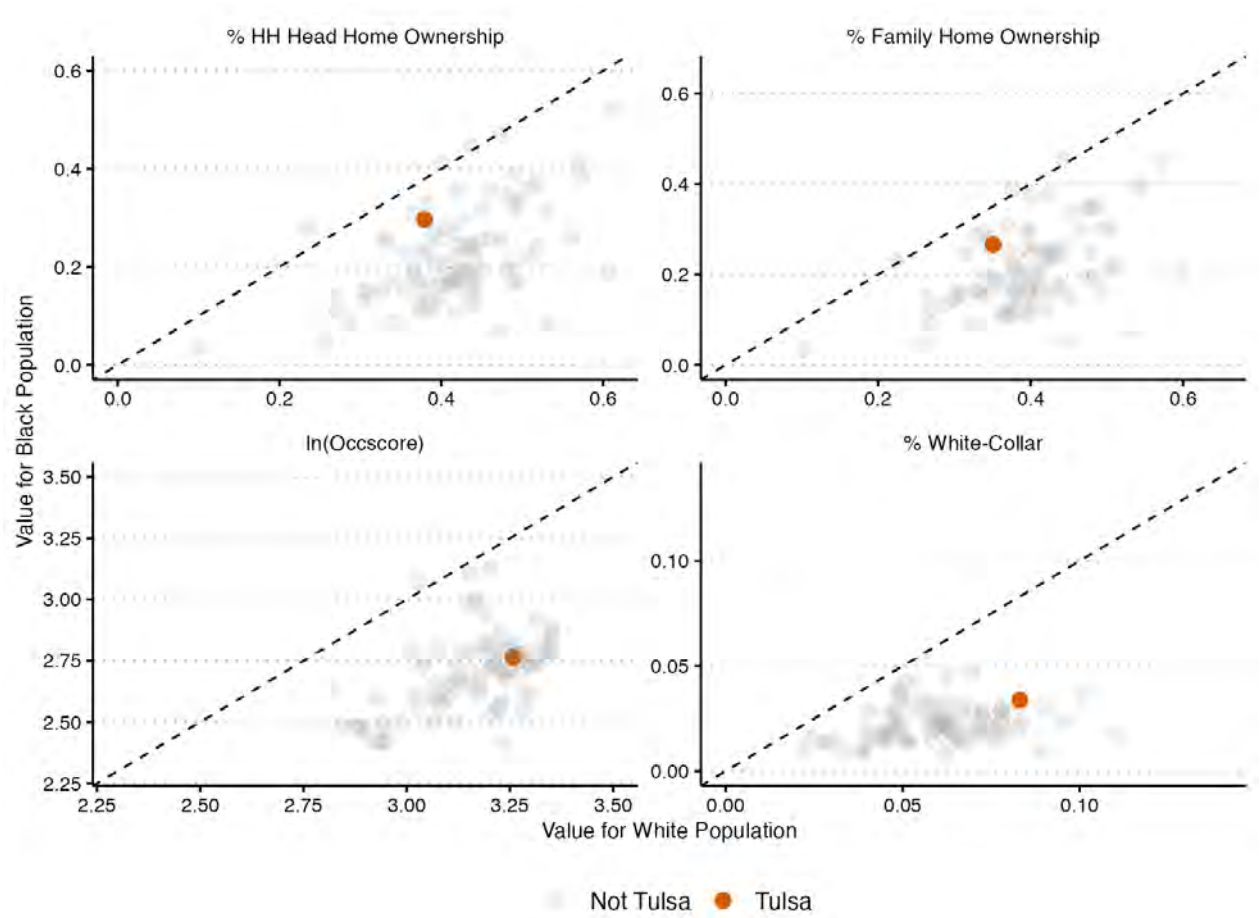 % HH Head Home Ownership
% Family Home Ownership
0.6
0.4
0.2
0.0
0.0 0.2 0.4 0.6
0.6
0.4
0.2
0.0
0.0 0.2 0.4 0.6
ln(Occscore)
% White-Collar
3.50
3.25
3.00
2.75
2.50
2.25
2.25 2.50 2.75 3.00 3.25 3.50
0.10
0.05
0.00
0.00 0.05 0.10
Value for Black Population
Value for White Population
Not Tulsa Tulsa